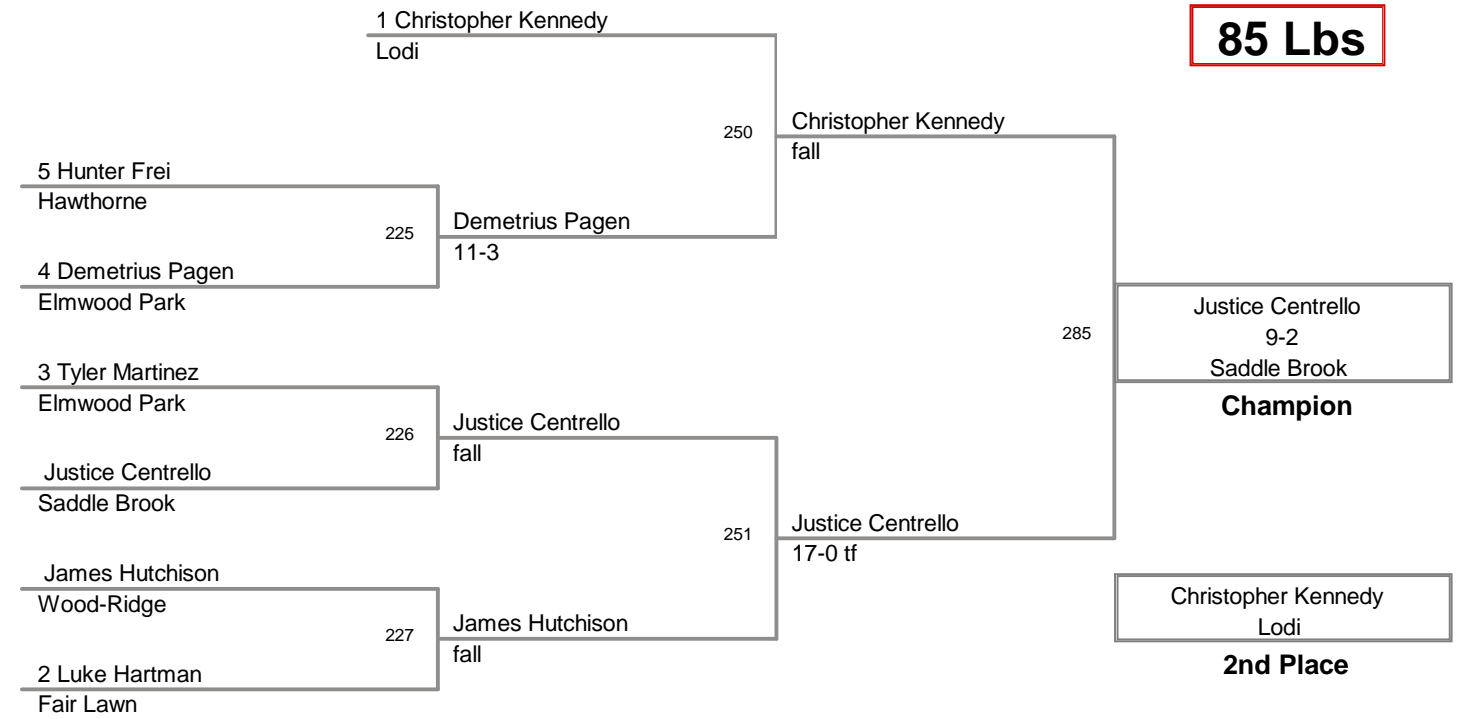 1 Christopher Kennedy
Lodi
85 Lbs
250
Christopher Kennedy
fall
5 Hunter Frei
Hawthorne
225
Demetrius Pagen
11-3
4 Demetrius Pagen
Elmwood Park
285
Justice Centrello
9-2
Saddle Brook
Champion
3 Tyler Martinez
Elmwood Park
226
Justice Centrello
fall
Justice Centrello
Saddle Brook
251
Justice Centrello
17-0 tf
James Hutchison
Wood-Ridge
227
James Hutchison
fall
2 Luke Hartman
Fair Lawn
Christopher Kennedy
Lodi
2nd Place